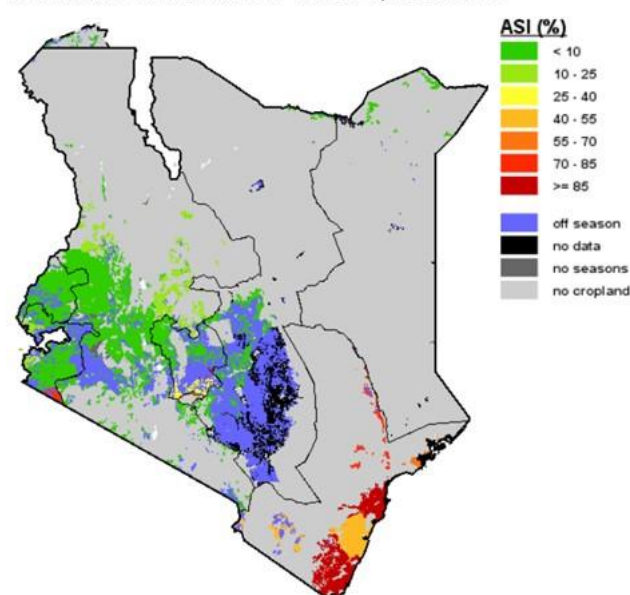 ASI (%)
< 10
10 - 25
25 - 40
40 - 55
55 - 70
70 - 85
>= 85
off season
no data
no seasons
no cropland